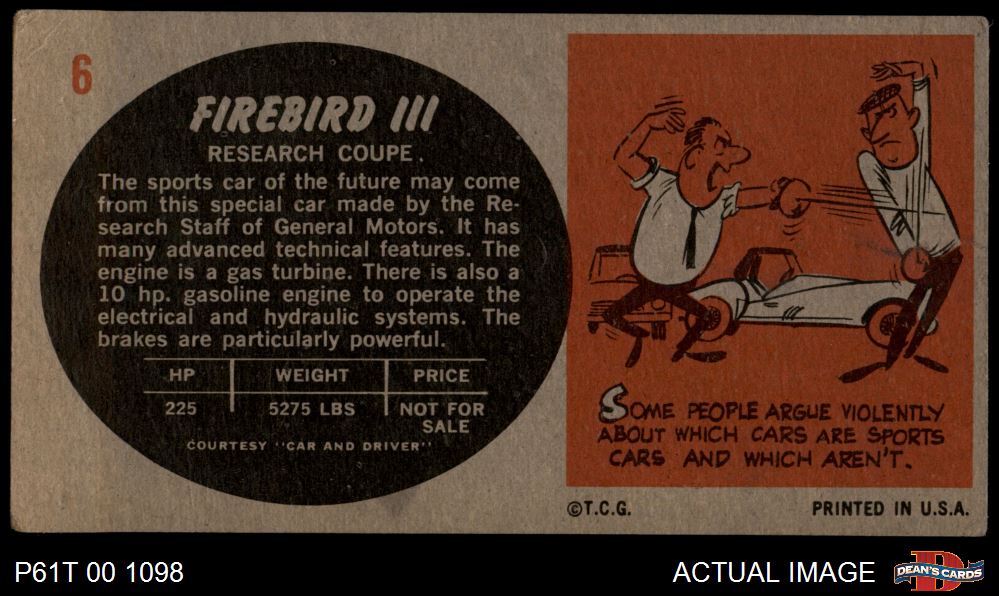 6
FIREBIRD III
RESEARCH COUPE.
The sports car of the future may come
from this special car made by the Re-
search Staff of General Motors. It has
many advanced technical features. The
engine is a gas turbine. There is also a
10 hp. gasoline engine to operate the
electrical and hydraulic systems. The
brakes are particularly powerful.
HP WEIGHT PRICE
225 5275 LBS NOT FOR
SALE
COURTESY "CAR AND DRIVER"
SOME PEOPLE ARGUE VIOLENTLY
ABOUT WHICH CARS ARE SPORTS
CARS AND WHICH AREN'T.
©T.C.G. PRINTED IN U.S.A.
P61T 00 1098 ACTUAL IMAGE D DEAN'S CARDS